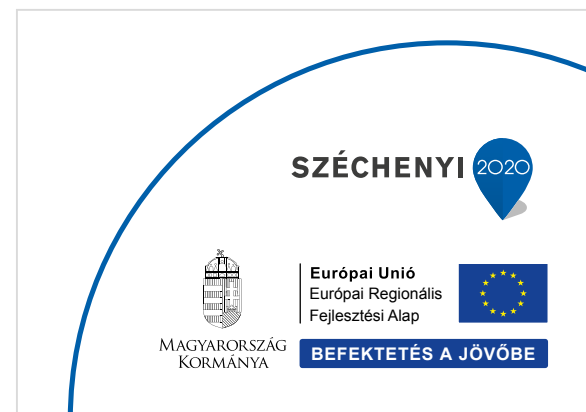 SZÉCHENYI 2020
Európai Unió
Európai Regionális
Fejlesztési Alap
MAGYARORSZÁG
KORMÁNYA
BEFEKTETÉS A JÖVŐBE